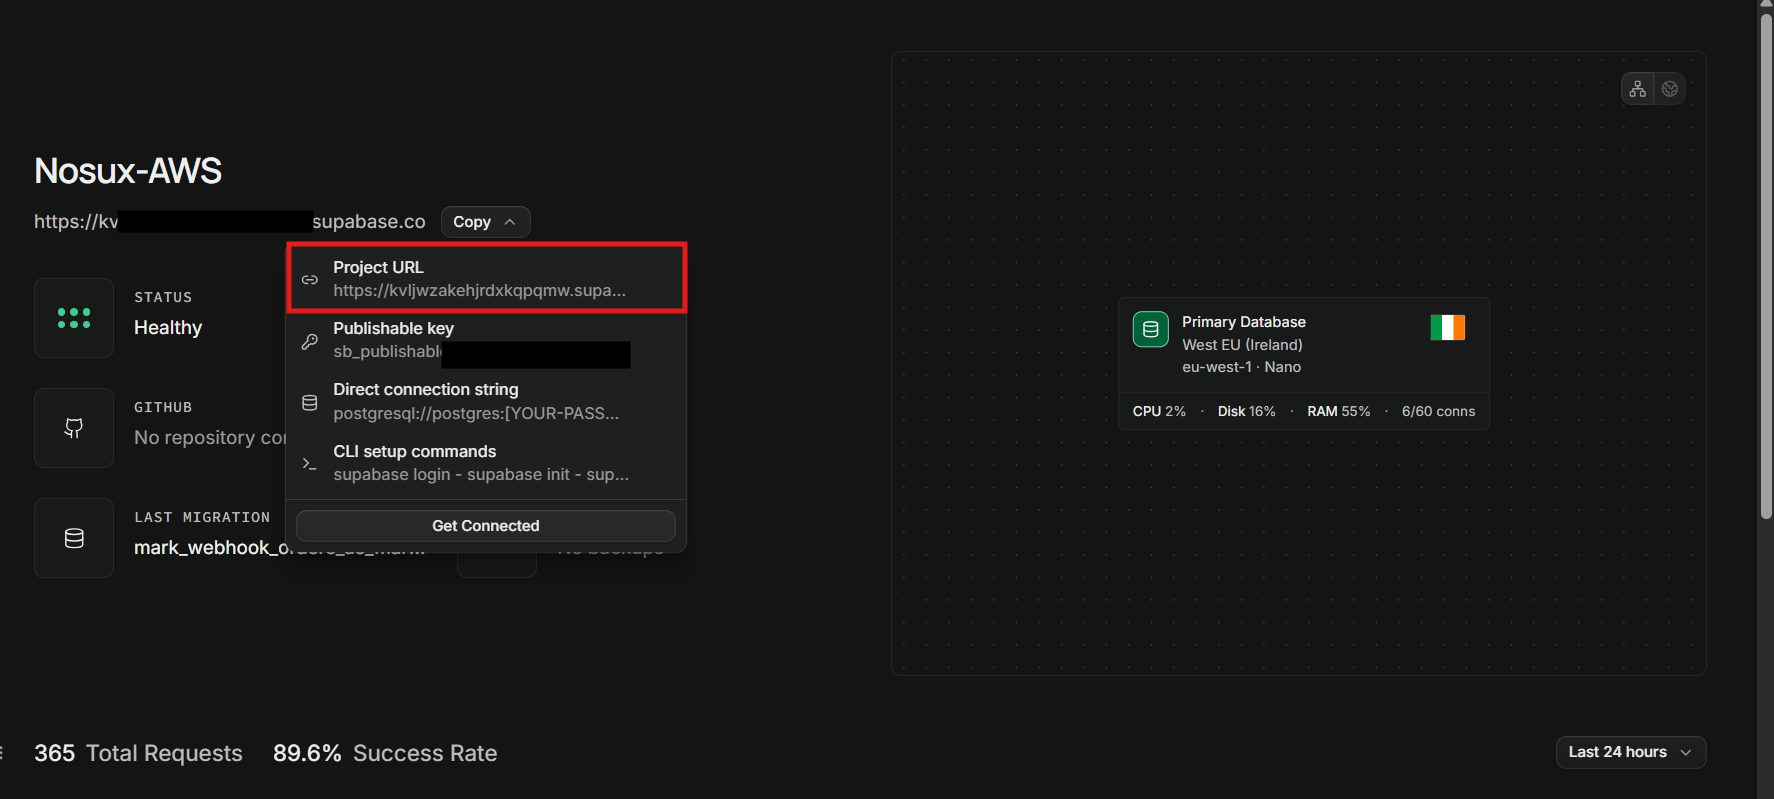 Nosux-AWS
https://kv supabase.co
Copy
Project URL
https://kvljwzakehjrdxkqpqmw.supa...
Publishable key
sb_publishabl
Direct connection string
postgresql://postgres:[YOUR-PASS...
CLI setup commands
supabase login - supabase init - sup...
Get Connected
STATUS
Healthy
GITHUB
No repository
LAST MIGRATION
mark_webhook_orders_as_mar...
No backups
Primary Database
West EU (Ireland)
eu-west-1 · Nano
CPU 2% · Disk 16% · RAM 55% · 6/60 conns
365 Total Requests 89.6% Success Rate
Last 24 hours